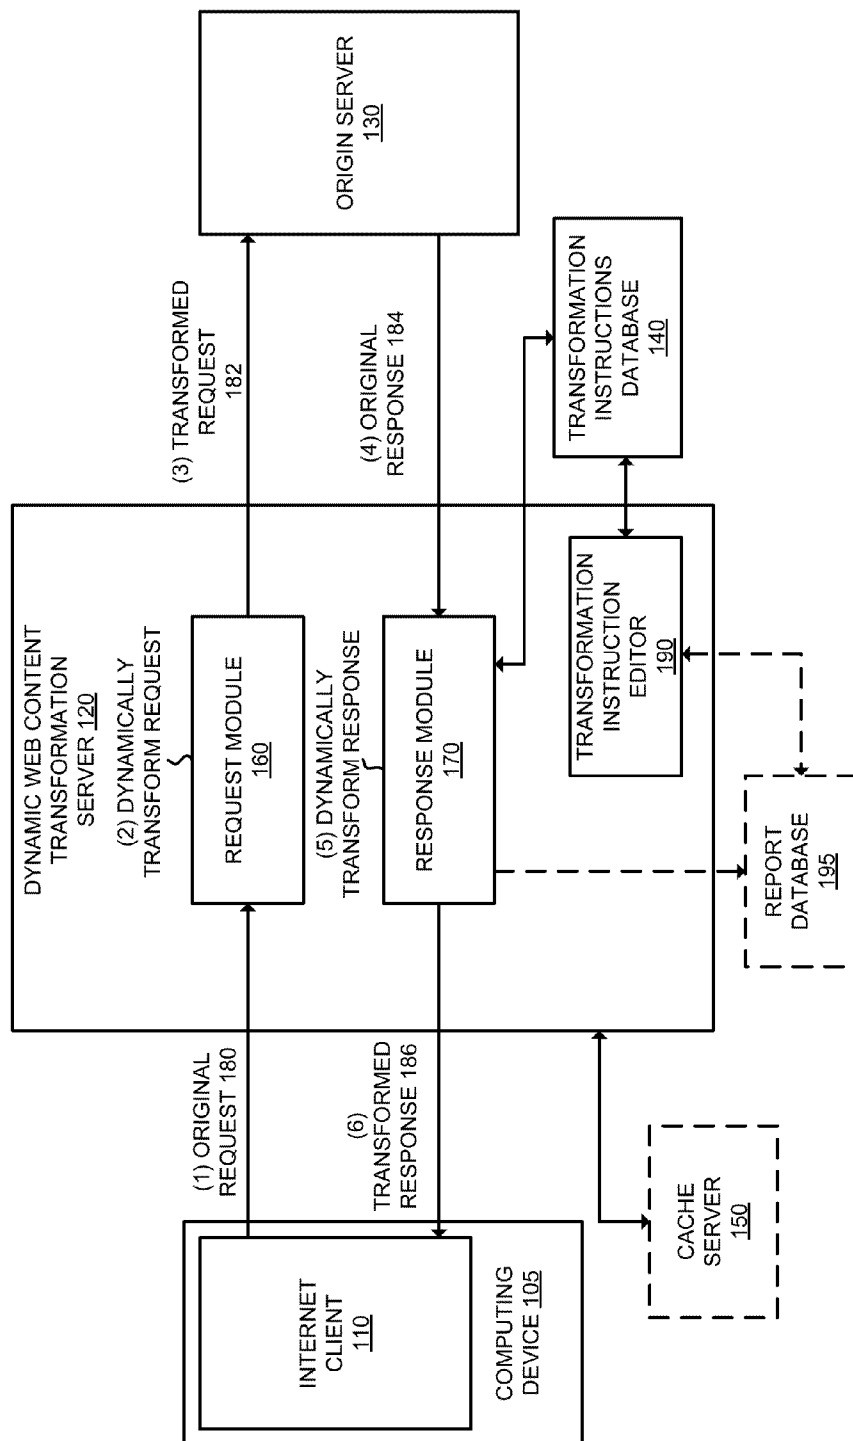 INTERNET
CLIENT
110
COMPUTING
DEVICE 105
(1) ORIGINAL
REQUEST 180
(6)
TRANSFORMED
RESPONSE 186
CACHE
SERVER
150
DYNAMIC WEB CONTENT
TRANSFORMATION
SERVER 120
(2) DYNAMICALLY
TRANSFORM REQUEST
REQUEST MODULE
160
(5) DYNAMICALLY
TRANSFORM RESPONSE
RESPONSE MODULE
170
TRANSFORMATION
INSTRUCTION
EDITOR
190
REPORT
DATABASE
195
(3) TRANSFORMED
REQUEST
182
(4) ORIGINAL
RESPONSE 184
ORIGIN SERVER
130
TRANSFORMATION
INSTRUCTIONS
DATABASE
140